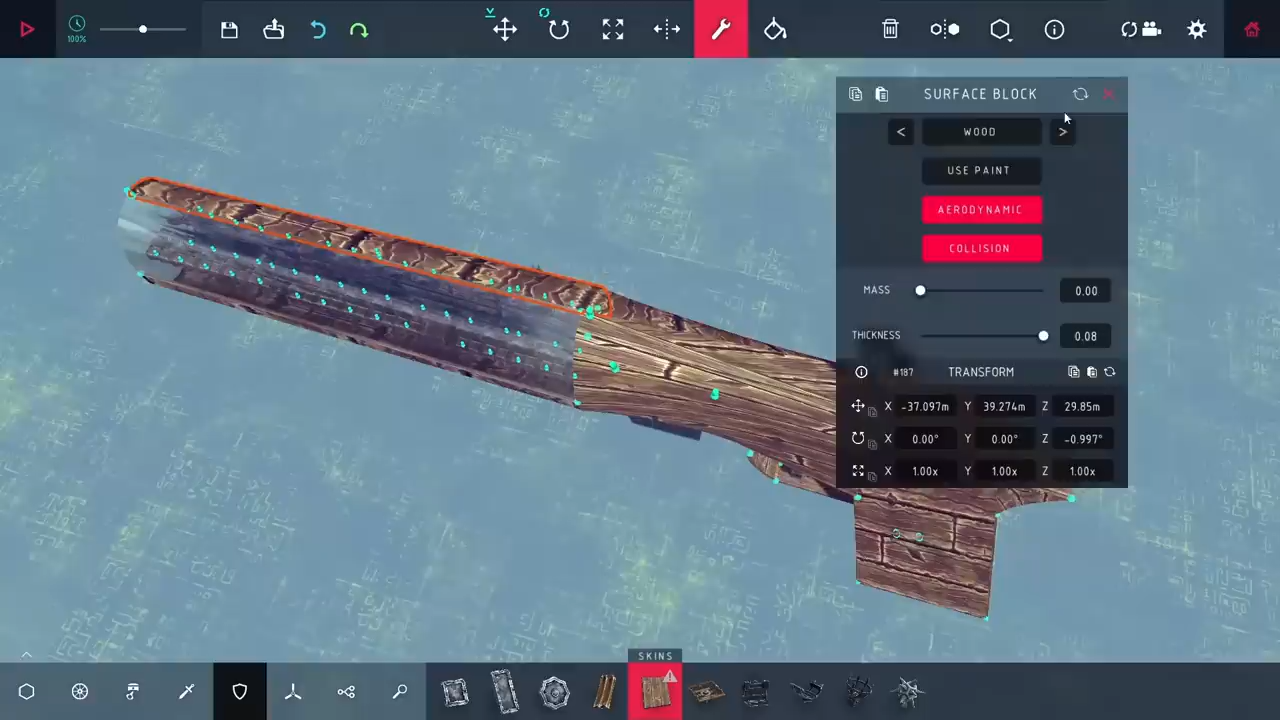 100%
SURFACE BLOCK
< WOOD >
USE PAINT
AERODYNAMIC
COLLISION
MASS 0.00
THICKNESS 0.08
#187 TRANSFORM
X -37.097m Y 39.274m Z 29.85m
X 0.00° Y 0.00° Z -0.997°
X 1.00x Y 1.00x Z 1.00x
SKINS